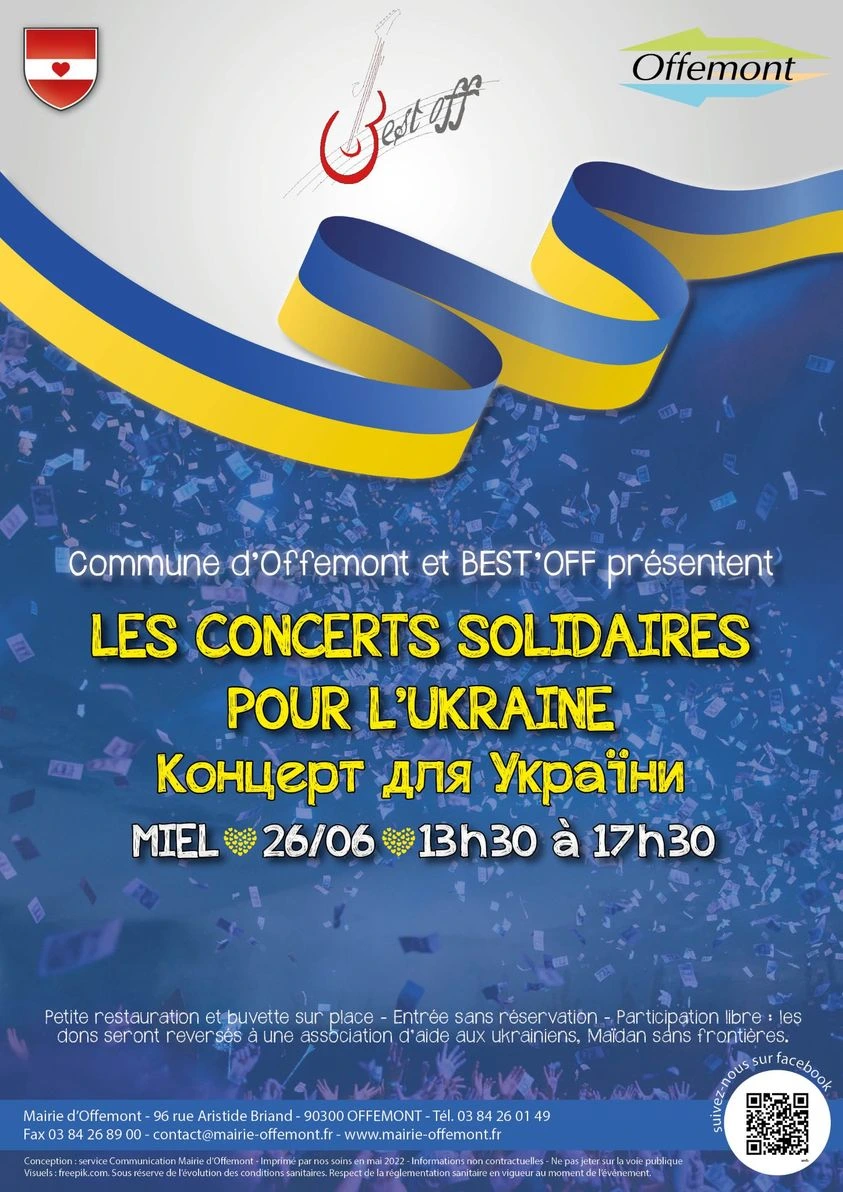 Best off
Offemont
Commune d'Offemont et BEST'OFF présentent
LES CONCERTS SOLIDAIRES
POUR L'UKRAINE
Концерт для України
MIEL 26/06 13h30 à 17h30
Petite restauration et buvette sur place - Entrée sans réservation - Participation libre : les
dons seront reversés à une association d'aide aux ukrainiens, Maïdan sans frontières.
suivez-nous sur facebook
Mairie d'Offemont - 96 rue Aristide Briand - 90300 OFFEMONT - Tél. 03 84 26 01 49
Fax 03 84 26 89 00 - contact@mairie-offemont.fr - www.mairie-offemont.fr
Conception : service Communication Mairie d'Offemont - Imprimé par nos soins en mai 2022 - Informations non contractuelles - Ne pas jeter sur la voie publique
Visuels : freepik.com. Sous réserve de l'évolution des conditions sanitaires. Respect de la réglementation sanitaire en vigueur au moment de l'évènement.